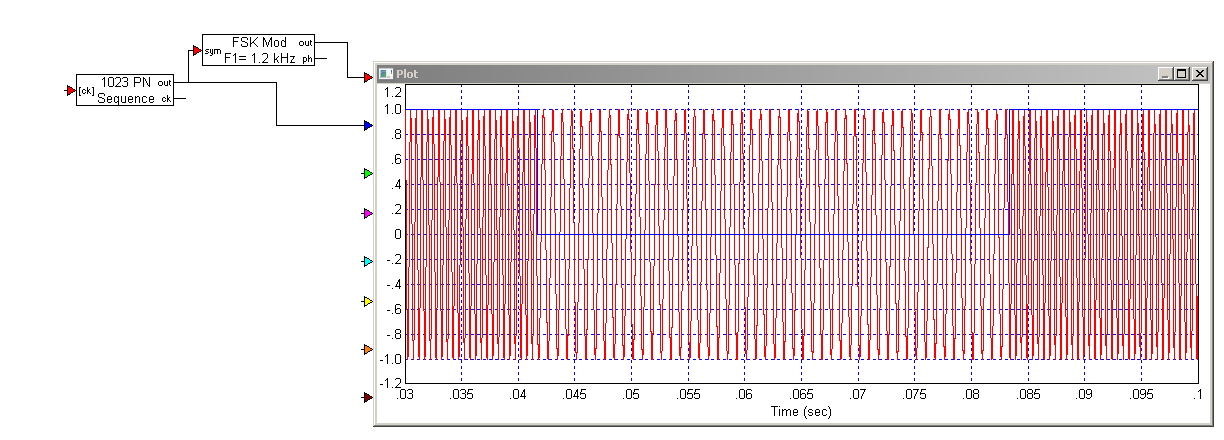 FSK Mod out
sym
F1= 1.2 kHz ph
1023 PN out
[ck]
Sequence ck
Plot
1.2
1.0
.8
.6
.4
.2
0
-.2
-.4
-.6
-.8
-1.0
-1.2
.03 .035 .04 .045 .05 .055 .06 .065 .07 .075 .08 .085 .09 .095 .1
Time (sec)